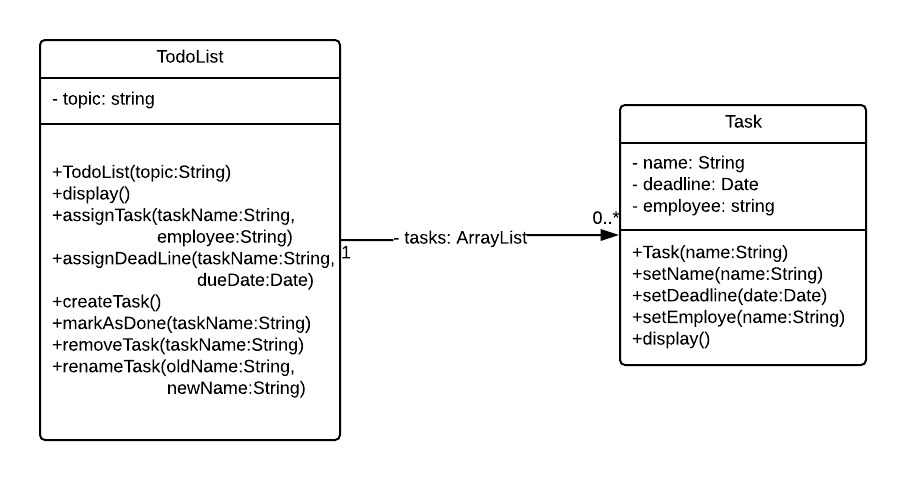 TodoList
- topic: string
+TodoList(topic:String)
+display()
+assignTask(taskName:String,
employee:String)
+assignDeadLine(taskName:String,
dueDate:Date)
+createTask()
+markAsDone(taskName:String)
+removeTask(taskName:String)
+renameTask(oldName:String,
newName:String)
1
- tasks: ArrayList
0..*
Task
- name: String
- deadline: Date
- employee: string
+Task(name:String)
+setName(name:String)
+setDeadline(date:Date)
+setEmploye(name:String)
+display()